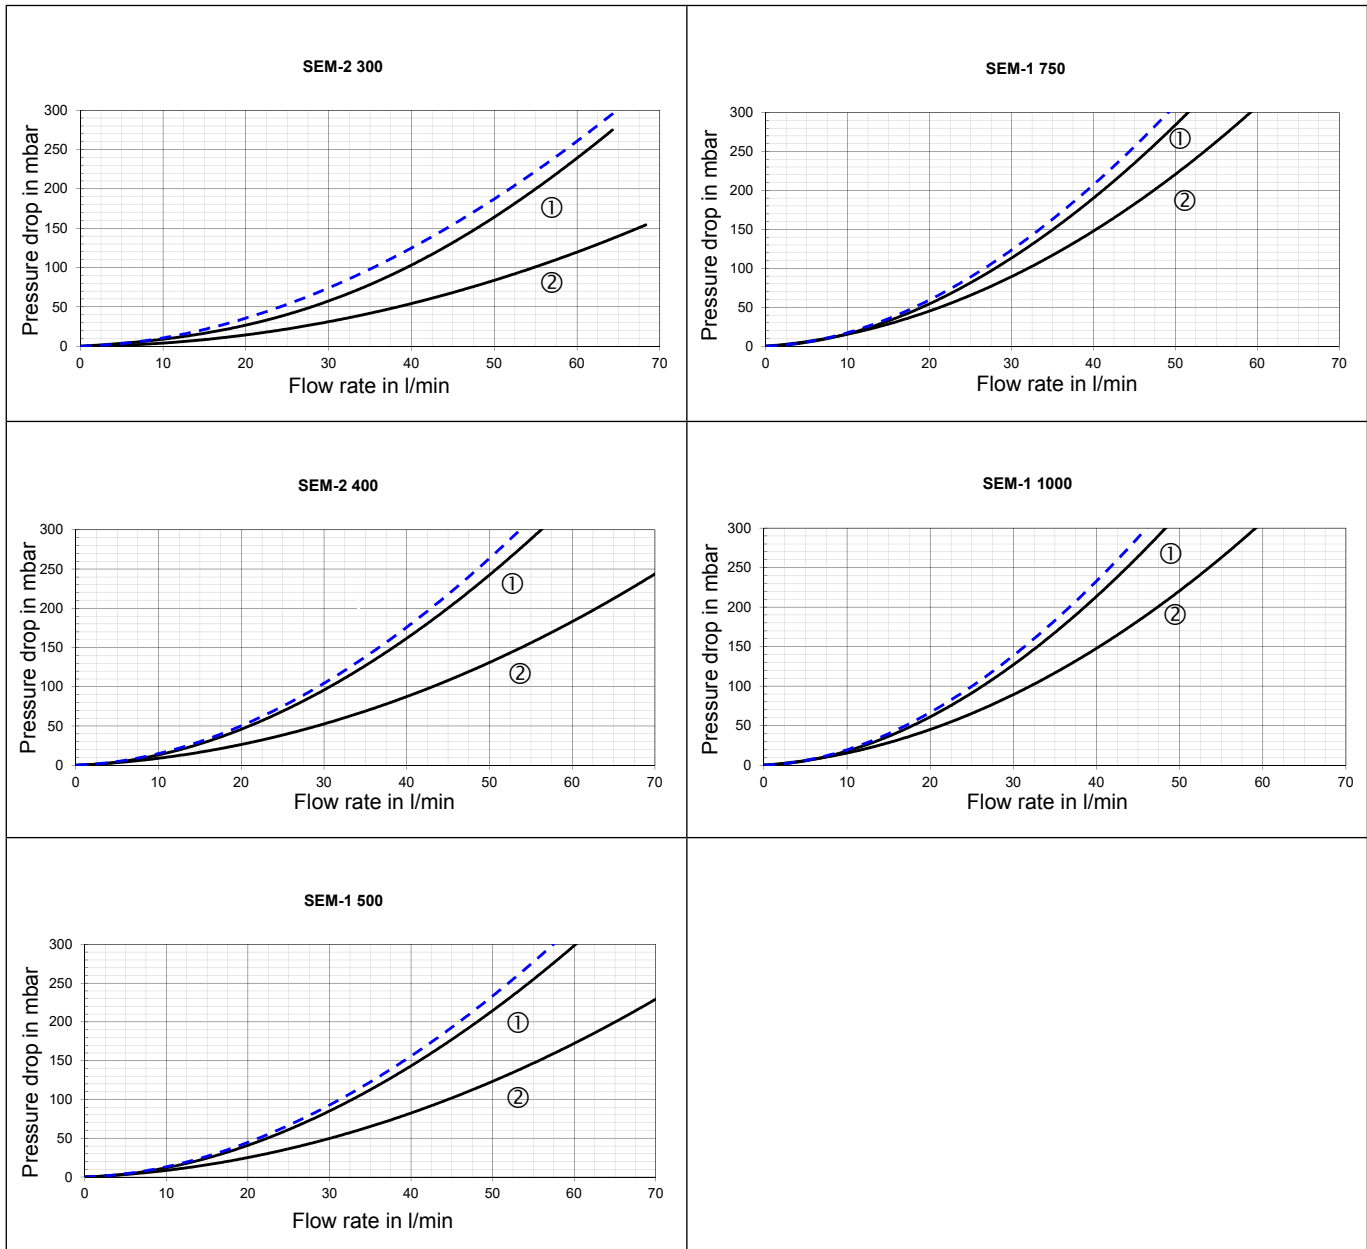 SEM-2 300
Pressure drop in mbar
300
250
200
150
100
50
0
①
②
0 10 20 30 40 50 60 70
Flow rate in l/min
SEM-1 750
Pressure drop in mbar
300
250
200
150
100
50
0
①
②
0 10 20 30 40 50 60 70
Flow rate in l/min
SEM-2 400
Pressure drop in mbar
300
250
200
150
100
50
0
①
②
0 10 20 30 40 50 60 70
Flow rate in l/min
SEM-1 1000
Pressure drop in mbar
300
250
200
150
100
50
0
①
②
0 10 20 30 40 50 60 70
Flow rate in l/min
SEM-1 500
Pressure drop in mbar
300
250
200
150
100
50
0
①
②
0 10 20 30 40 50 60 70
Flow rate in l/min